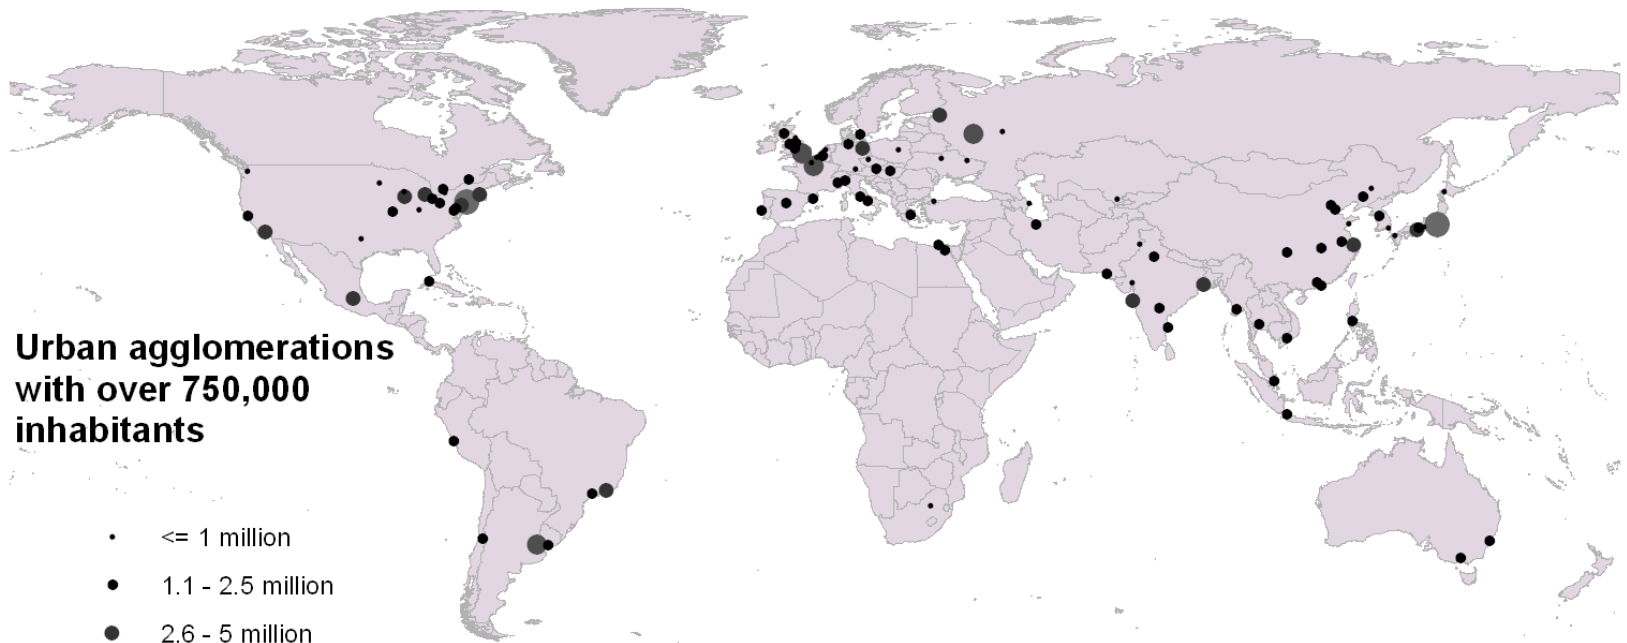 Urban agglomerations
with over 750,000
inhabitants
<= 1 million
1.1 - 2.5 million
2.6 - 5 million